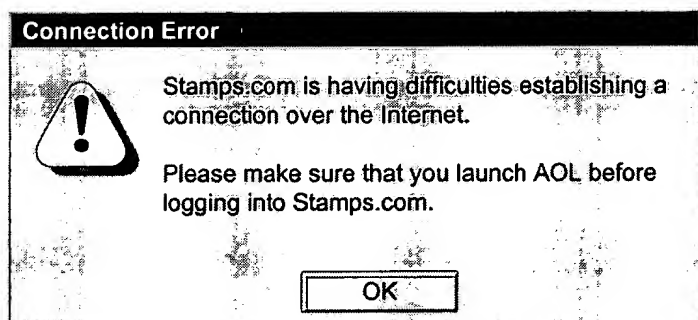 Connection Error
Stamps.com is having difficulties establishing a
connection over the Internet.
Please make sure that you launch AOL before
logging into Stamps.com.
OK